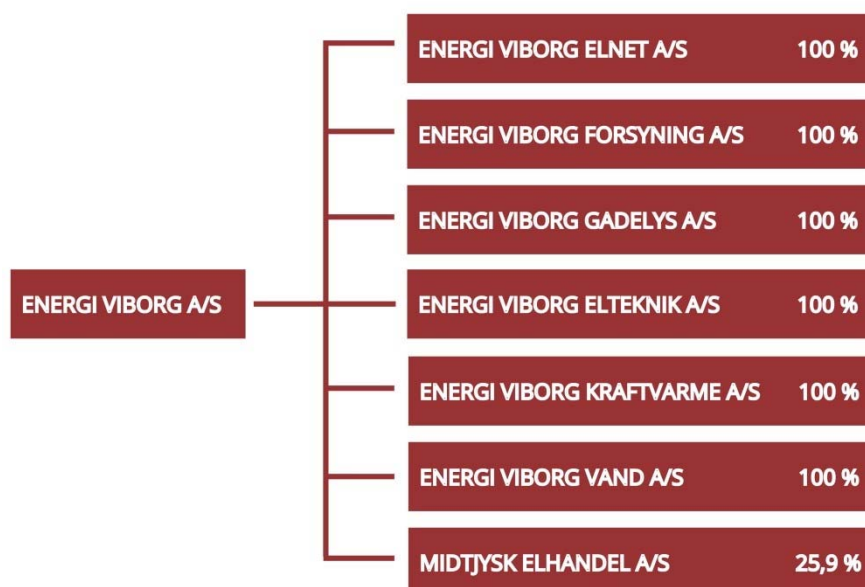 ENERGI VIBORG ELNET A/S 100 %
ENERGI VIBORG FORSYNING A/S 100 %
ENERGI VIBORG GADELYS A/S 100 %
ENERGI VIBORG A/S
ENERGI VIBORG ELTEKNIK A/S 100 %
ENERGI VIBORG KRAFTVARME A/S 100 %
ENERGI VIBORG VAND A/S 100 %
MIDTJYSK ELHANDEL A/S 25,9 %